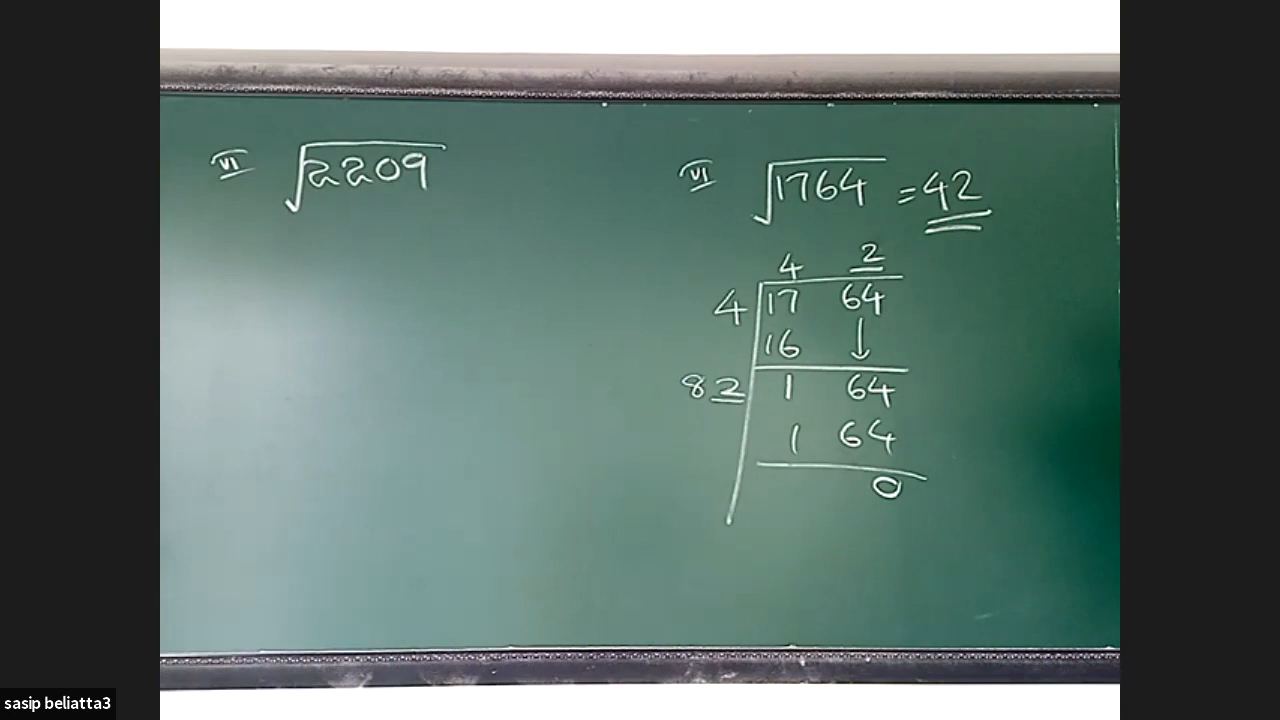 VI √2209
VI √1764 = 42
4 2
4 17 64
16 ↓
82 1 64
1 64
0
sasip beliatta3